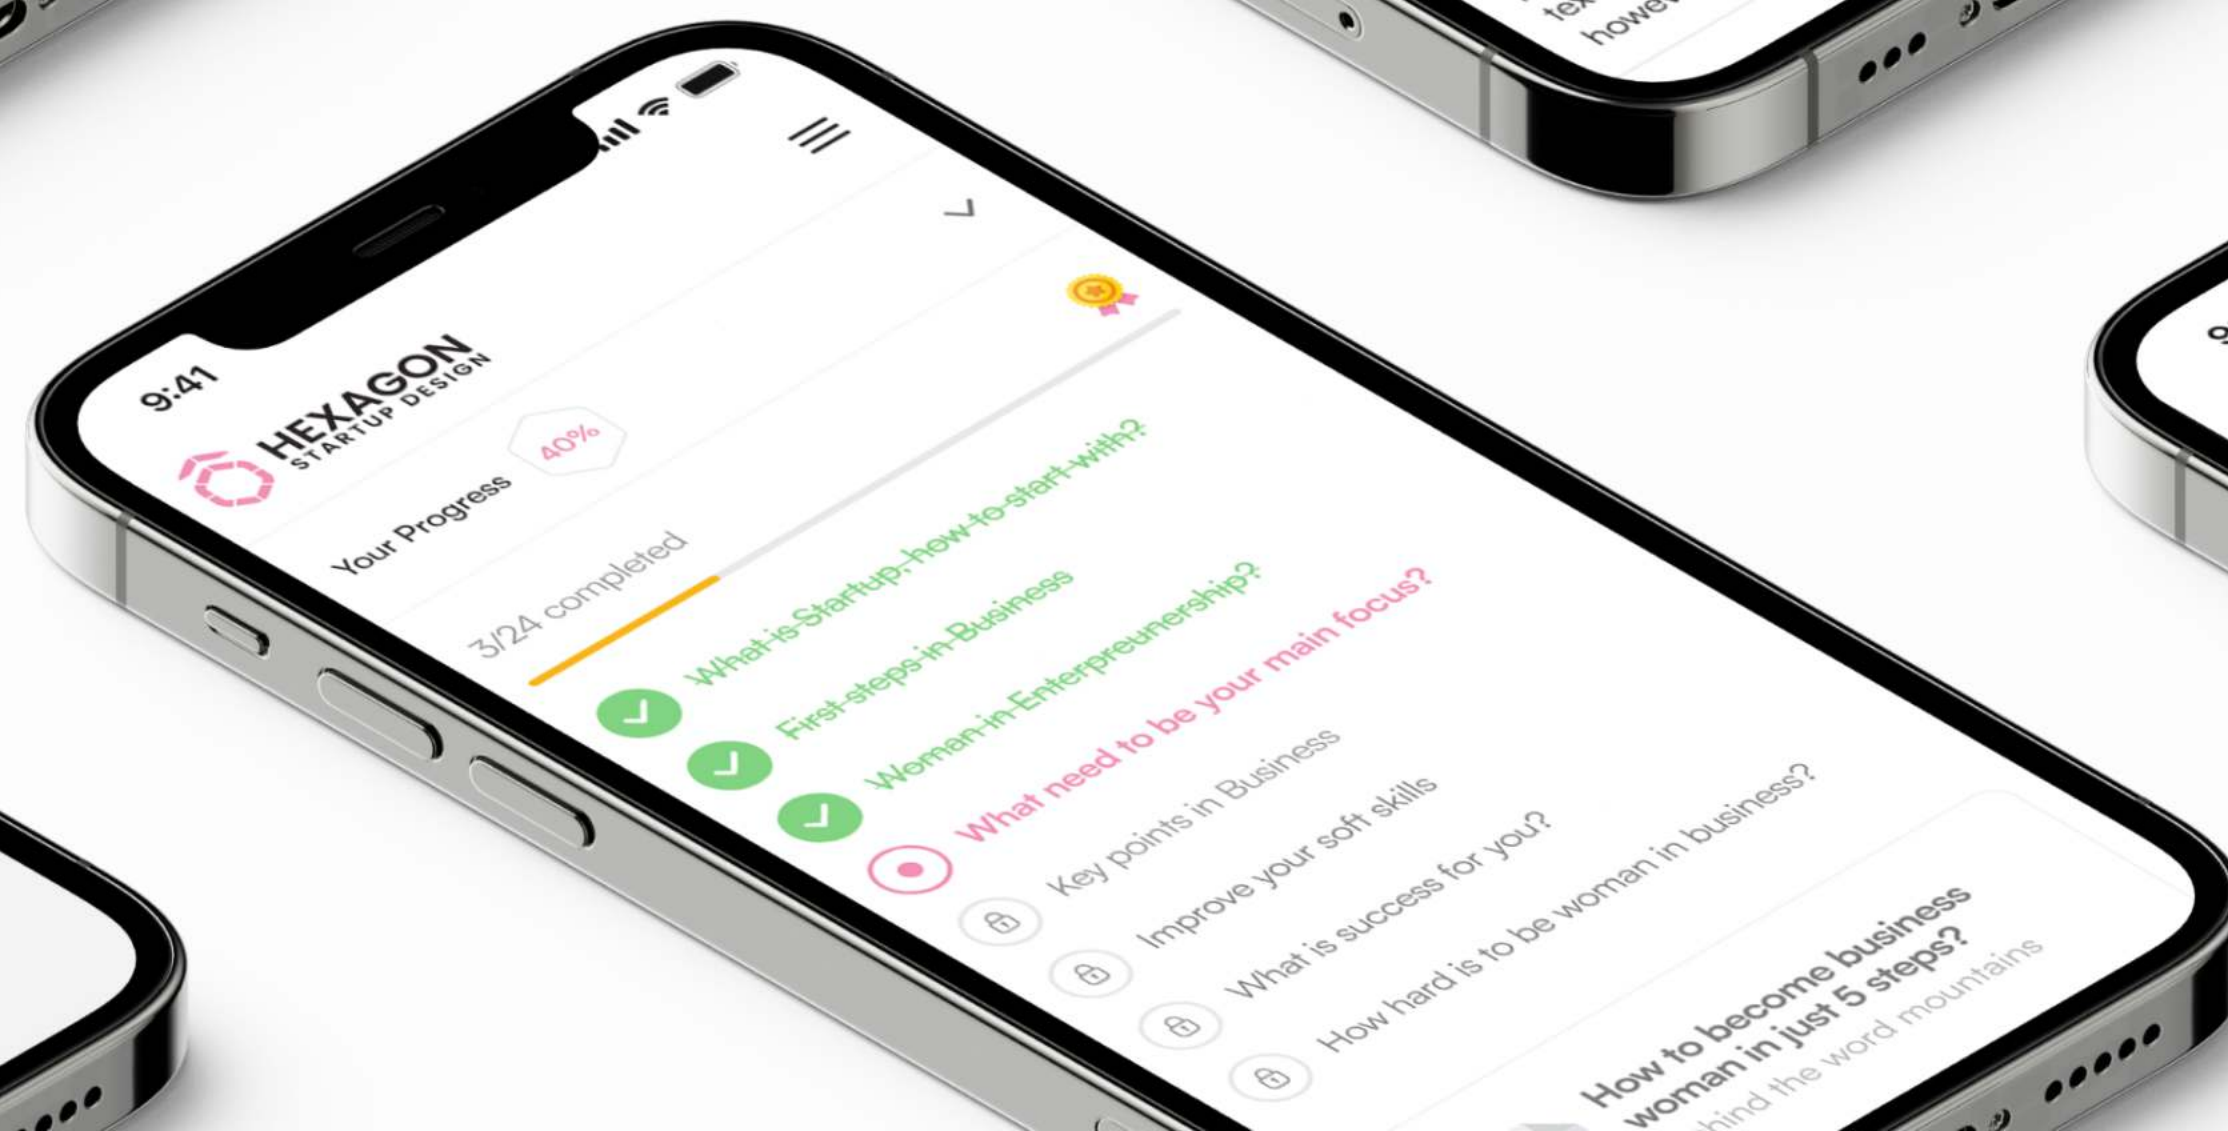 9:41
HEXAGON
STARTUP DESIGN
Your Progress
40%
3/24 completed
What is Startup, how to start with?
First steps in Business
Woman in Enterpreunership?
What need to be your main focus?
Key points in Business
Improve your soft skills
What is success for you?
How hard is to be woman in business?
How to become business
woman in just 5 steps?
the word mountains